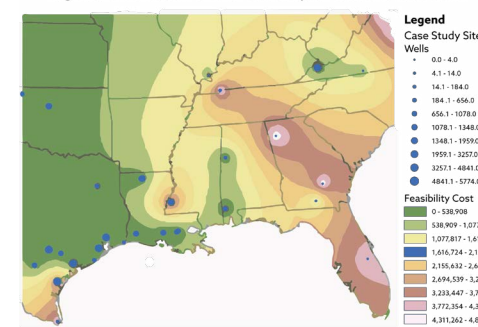 Legend
Case Study Site
Wells
0.0 - 4.0
4.1 - 14.0
14.1 - 184.0
184 .1 - 656.0
656.1 - 1078.0
1078.1 - 1348.0
1348.1 - 1959.0
1959.1 - 3257.0
3257.1 - 4841.0
4841.1 - 5774.0
Feasibility Cost
0 - 538,908
538,909 - 1,077
1,077,817 - 1,6
1,616,724 - 2,1
2,155,632 - 2,6
2,694,539 - 3,2
3,233,447 - 3,7
3,772,354 - 4,3
4,311,262 - 4,8